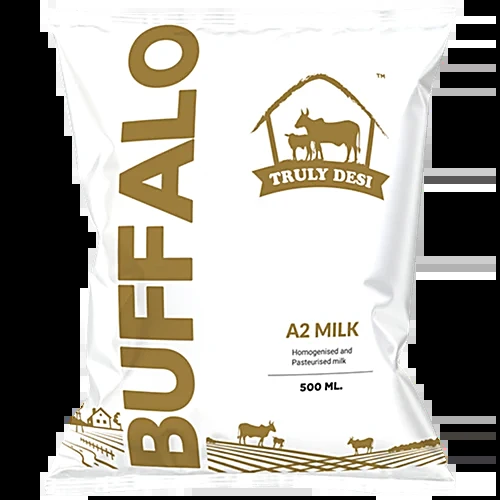 BUFFALO
TM
TRULY DESI
A2 MILK
Homogenised and
Pasteurised milk
500 ML.